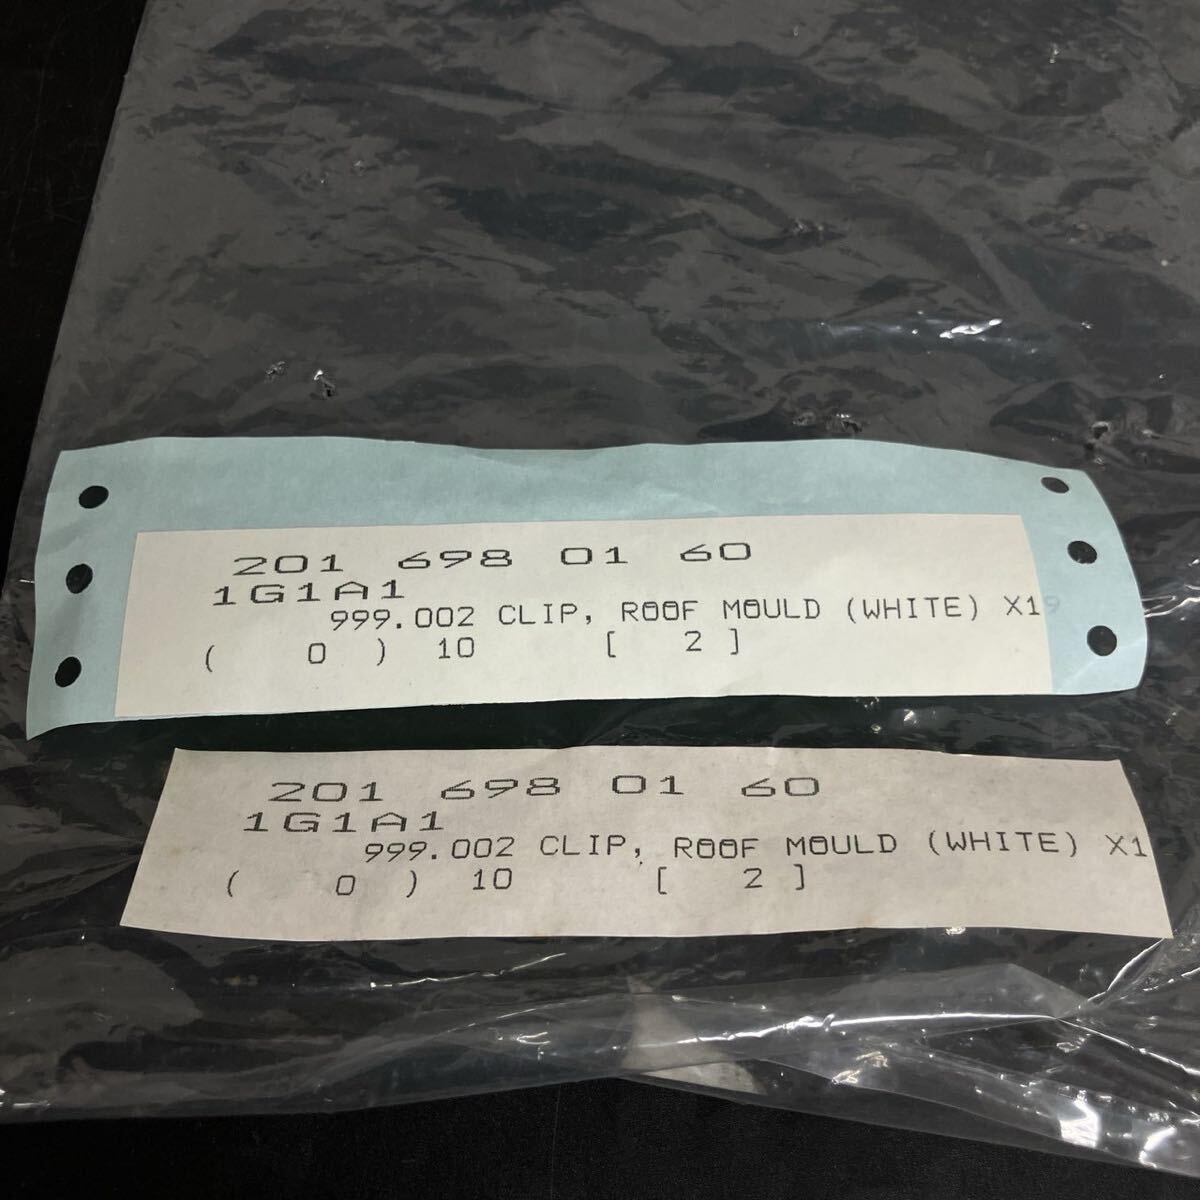 201 698 01 60
1G1A1
999.002 CLIP, ROOF MOULD (WHITE) X19
( 0 ) 10 [ 2 ]
201 698 01 60
1G1A1
999.002 CLIP, ROOF MOULD (WHITE) X1
( 0 ) 10 [ 2 ]